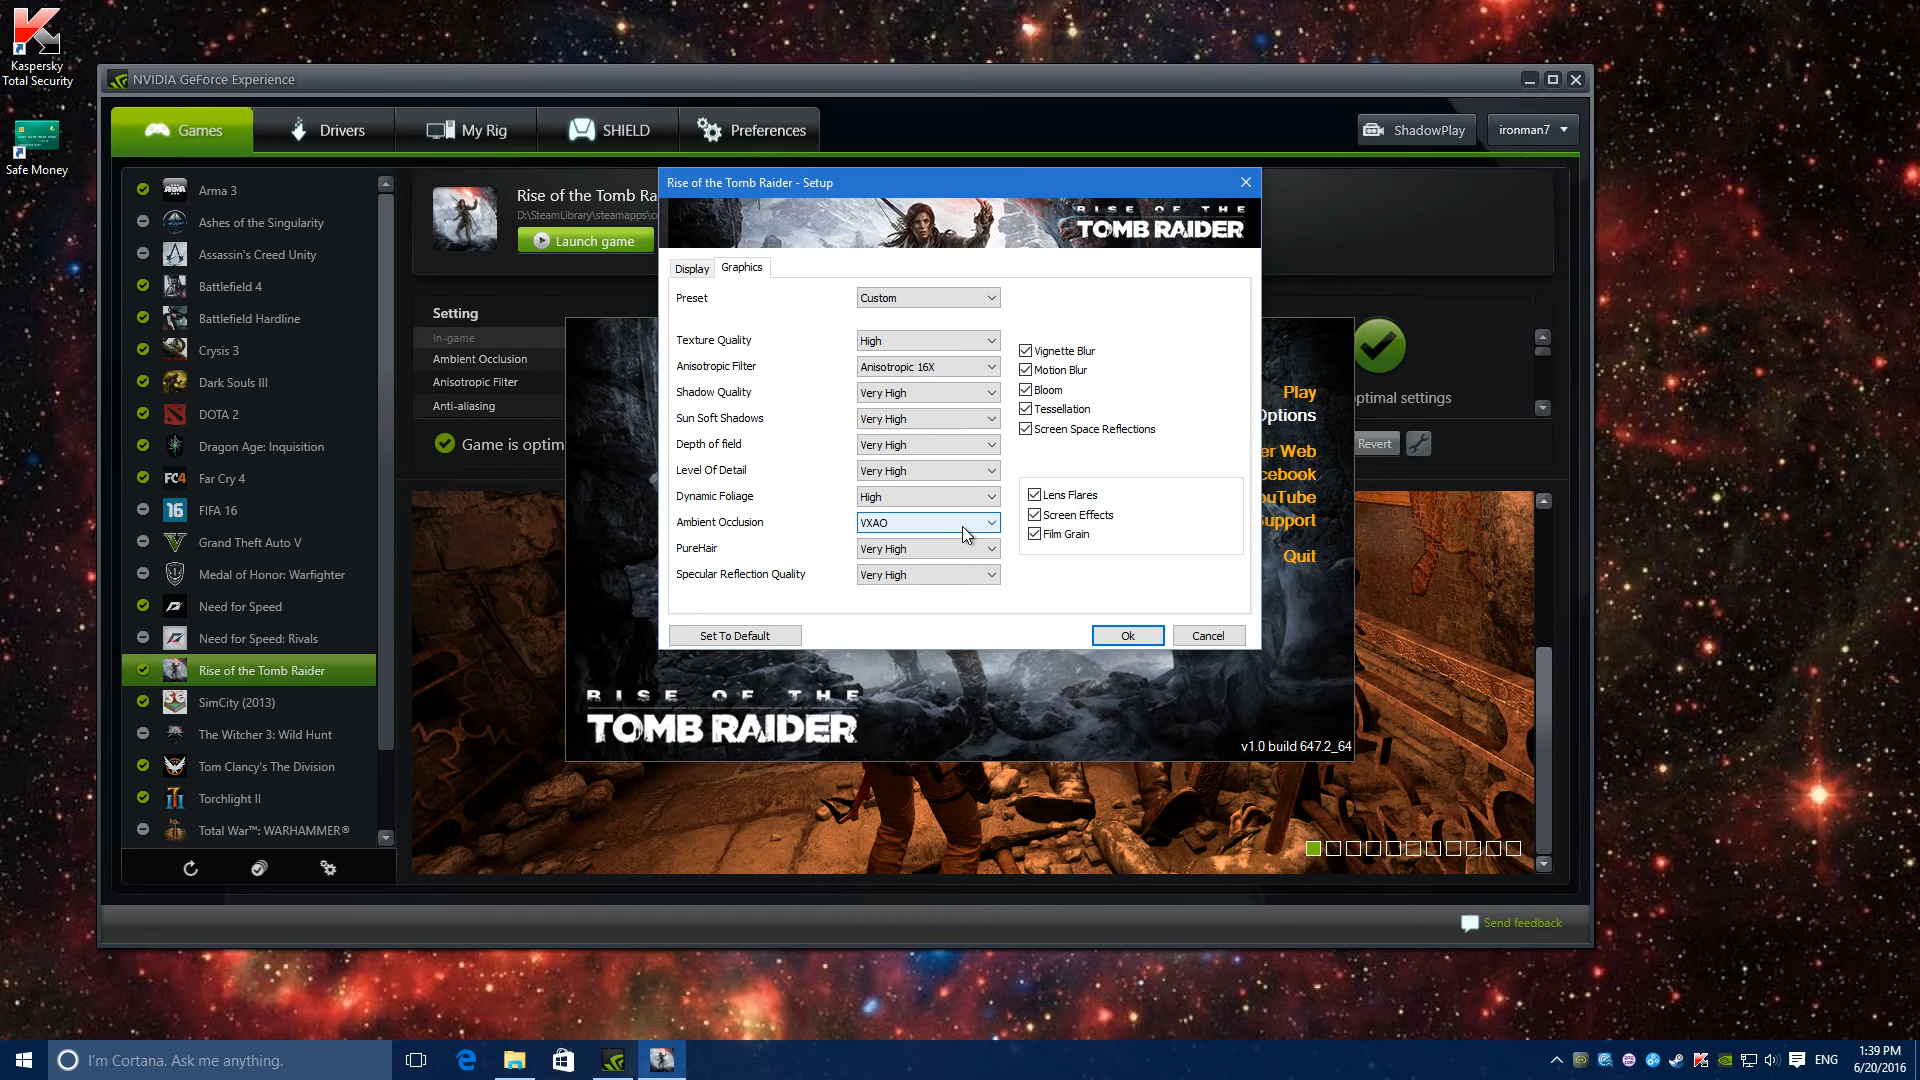 Kaspersky
Total Security
Safe Money
NVIDIA GeForce Experience
Games
Drivers
My Rig
SHIELD
Preferences
ShadowPlay
ironman7
Arma 3
Ashes of the Singularity
Assassin's Creed Unity
Battlefield 4
Battlefield Hardline
Crysis 3
Dark Souls III
DOTA 2
Dragon Age: Inquisition
FC4
Far Cry 4
16
FIFA 16
Grand Theft Auto V
Medal of Honor: Warfighter
Need for Speed
Need for Speed: Rivals
Rise of the Tomb Raider
SimCity (2013)
The Witcher 3: Wild Hunt
Tom Clancy's The Division
Torchlight II
Total War™: WARHAMMER®
Rise of the Tomb Ra
D:\SteamLibrary\steamapps\c
Launch game
Setting
In-game
Ambient Occlusion
Anisotropic Filter
Anti-aliasing
Game is optim
Rise of the Tomb Raider - Setup
RISE OF THE
TOMB RAIDER
Display
Graphics
Preset
Custom
Texture Quality
High
Anisotropic Filter
Anisotropic 16X
Shadow Quality
Very High
Sun Soft Shadows
Very High
Depth of field
Very High
Level Of Detail
Very High
Dynamic Foliage
High
Ambient Occlusion
VXAO
PureHair
Very High
Specular Reflection Quality
Very High
Vignette Blur
Motion Blur
Bloom
Tessellation
Screen Space Reflections
Lens Flares
Screen Effects
Film Grain
Set To Default
Ok
Cancel
Play
Options
er Web
cebook
ouTube
upport
Quit
ptimal settings
Revert
RISE OF THE
TOMB RAIDER
v1.0 build 647.2_64
Send feedback
I'm Cortana. Ask me anything.
ENG
1:39 PM
6/20/2016